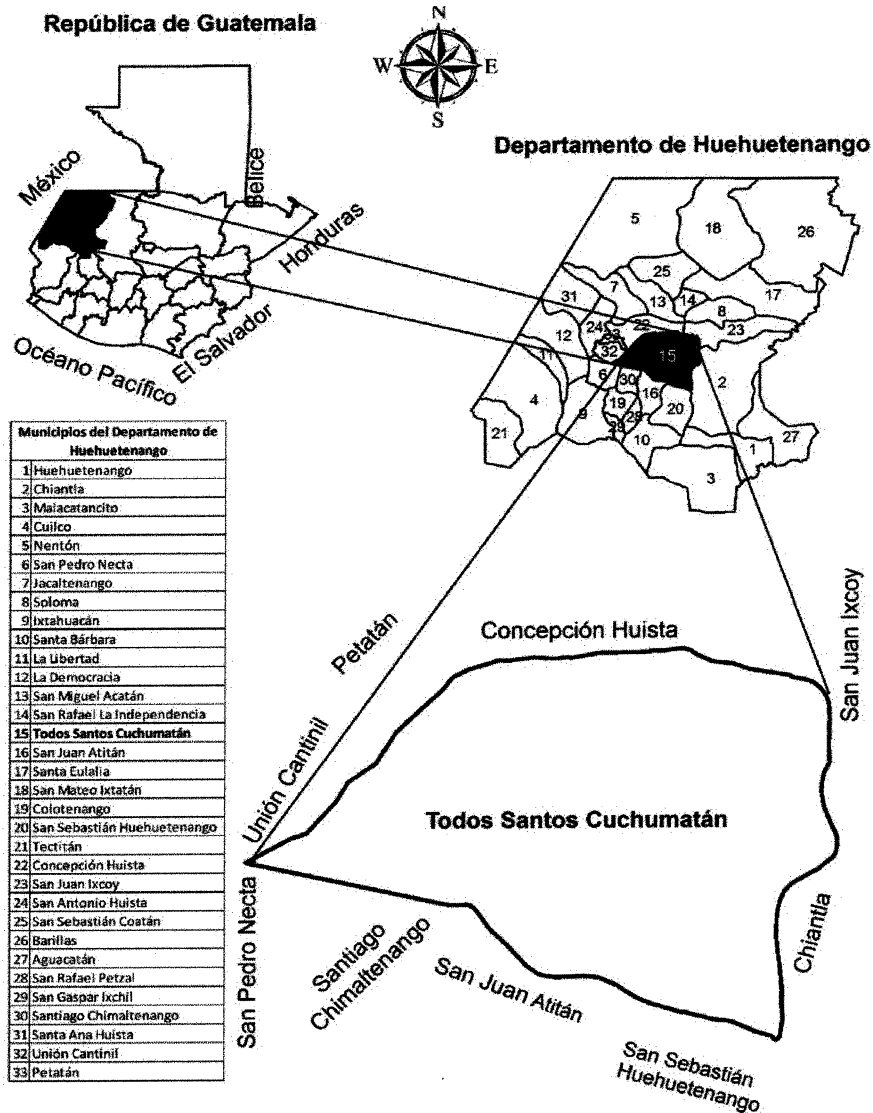 República de Guatemala
N
W
E
S
Departamento de Huehuetenango
México
Belice
Honduras
El Salvador
Océano Pacífico
5
18
26
25
7
31
13
14
17
8
24
22
23
12
33
32
15
11
6
30
2
4
16
19
20
9
28
21
29
10
27
1
3
Municipios del Departamento de
Huehuetenango
1 Huehuetenango
2 Chiantla
3 Malacatancito
4 Cuilco
5 Nentón
6 San Pedro Necta
7 Jacaltenango
8 Soloma
9 Ixtahuacán
10 Santa Bárbara
11 La Libertad
12 La Democracia
13 San Miguel Acatán
14 San Rafael La Independencia
15 Todos Santos Cuchumatán
16 San Juan Atitán
17 Santa Eulalia
18 San Mateo Ixtatán
19 Colotenango
20 San Sebastián Huehuetenango
21 Tectitán
22 Concepción Huista
23 San Juan Ixcoy
24 San Antonio Huista
25 San Sebastián Coatán
26 Barillas
27 Aguacatán
28 San Rafael Petzal
29 San Gaspar Ixchil
30 Santiago Chimaltenango
31 Santa Ana Huista
32 Unión Cantinil
33 Petatán
Petatán
Concepción Huista
San Juan Ixcoy
Unión Cantinil
Todos Santos Cuchumatán
San Pedro Necta
Santiago
Chimaltenango
San Juan Atitán
Chiantla
San Sebastián
Huehuetenango